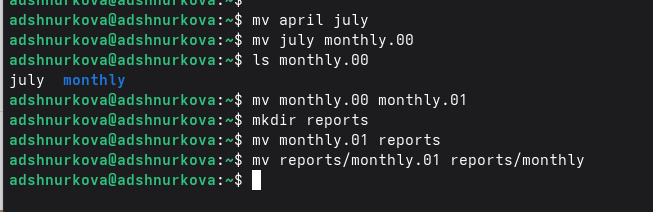 adshnurkova@adshnurkova:~$ mv april july
adshnurkova@adshnurkova:~$ mv july monthly.00
adshnurkova@adshnurkova:~$ ls monthly.00
july  monthly
adshnurkova@adshnurkova:~$ mv monthly.00 monthly.01
adshnurkova@adshnurkova:~$ mkdir reports
adshnurkova@adshnurkova:~$ mv monthly.01 reports
adshnurkova@adshnurkova:~$ mv reports/monthly.01 reports/monthly
adshnurkova@adshnurkova:~$